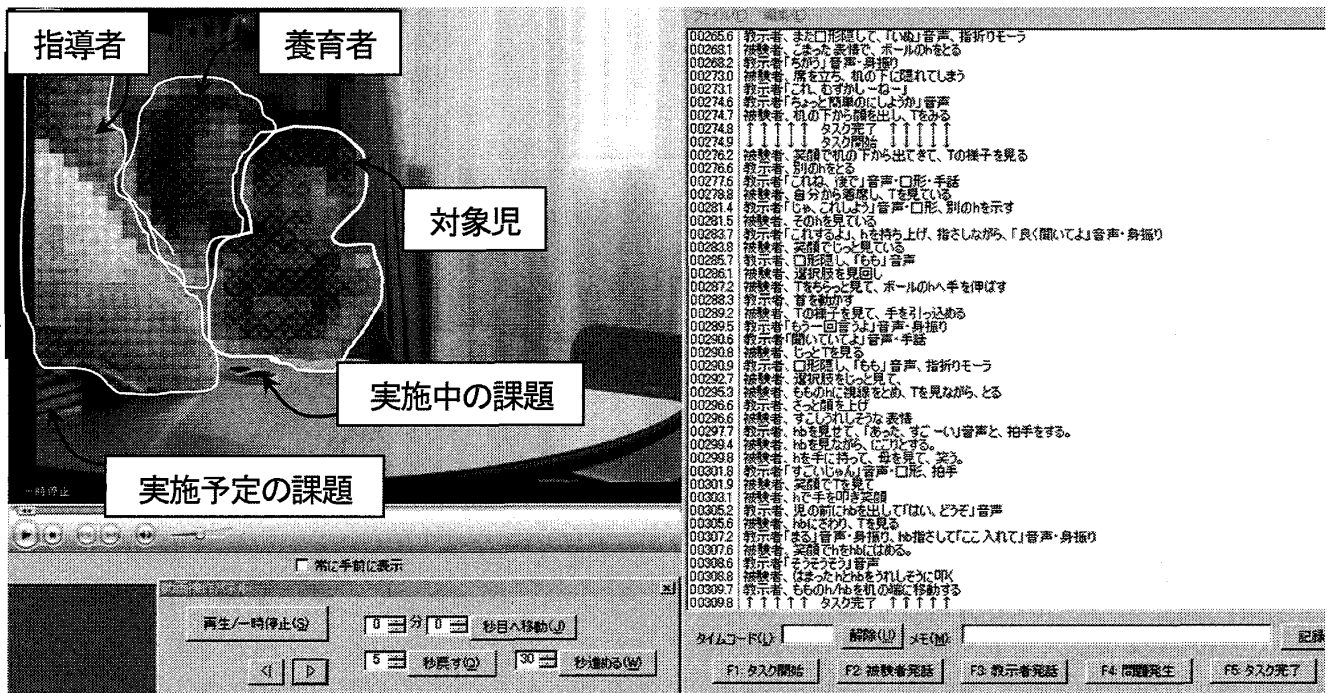 指導者
養育者
対象児
実施中の課題
実施予定の課題
一時停止
常に手前に表示
再生/一時停止(S)
0 分 0 秒目へ移動(J)
5 秒戻す(Q) 30 秒進める(W)
ファイル(F) 編集(E)
00265.6 教示者、また口形隠して、「いぬ」音声、指折りモーラ
00268.1 被験者、こまった表情で、ボールのhをとる
00268.2 教示者「ちがう」音声・身振り
00273.0 被験者、席を立ち、机の下に隠れてしまう
00273.1 教示者「これ、むずかしーねー」
00274.6 教示者「ちょっと簡単のにしようか」音声
00274.7 被験者、机の下から顔を出し、Tをみる
00274.8 ↑↑↑↑↑ タスク完了 ↑↑↑↑↑
00274.9 ↓↓↓↓↓ タスク開始 ↓↓↓↓↓
00276.2 被験者、笑顔で机の下から出てきて、Tの様子を見る
00276.6 教示者、別のhをとる
00277.6 教示者「これね、後で」音声・口形・手話
00278.8 被験者、自分から着席し、Tを見ている
00281.4 教示者「じゃ、これしよう」音声・口形、別のhを示す
00281.5 被験者、そのhを見ている
00283.7 教示者「これするよ」、hを持ち上げ、指さしながら、「良く聞いてよ」音声・身振り
00283.8 被験者、笑顔でじっと見ている
00285.7 教示者、口形隠し、「もも」音声
00286.1 被験者、選択肢を見回し
00287.2 被験者、Tをちらっと見て、ボールのhへ手を伸ばす
00288.3 教示者、首を動かす
00289.2 被験者、Tの様子を見て、手を引っ込める
00289.5 教示者「もう一回言うよ」音声・身振り
00290.6 教示者「聞いていてよ」音声・手話
00290.8 被験者、じっとTを見る
00290.9 教示者、口形隠し、「もも」音声、指折りモーラ
00292.7 被験者、選択肢をじっと見て、
00295.3 被験者、もものhに視線をとめ、Tを見ながら、とる
00296.6 教示者、さっと顔を上げ
00296.6 被験者、すこしうれしそうな表情
00297.7 教示者、hbを見せて、「あった、すごーい」音声と、拍手をする。
00299.4 被験者、hbを見ながら、にこりとする。
00299.8 被験者、hを手に持って、母を見て、笑う。
00301.8 教示者「すごいじゃん」音声・口形、拍手
00301.9 被験者、笑顔でTを見て
00303.1 被験者、hで手を叩き笑顔
00305.2 教示者、児の前にhbを出して「はい、どうぞ」音声
00305.6 被験者、hbにさわり、Tを見る
00307.2 教示者「まる」音声・身振り、hb指さして「ここ入れて」音声・身振り
00307.6 被験者、笑顔でhをhbにはめる。
00308.6 教示者「そうそうそう」音声
00308.8 被験者、はまったhとhbをうれしそうに叩く
00309.7 教示者、もものh/hbを机の端に移動する
00309.8 ↑↑↑↑↑ タスク完了 ↑↑↑↑↑
タイムコード(L): 解除(U) メモ(M): 記録
F1: タスク開始 F2: 被験者発話 F3: 教示者発話 F4: 問題発生 F5: タスク完了